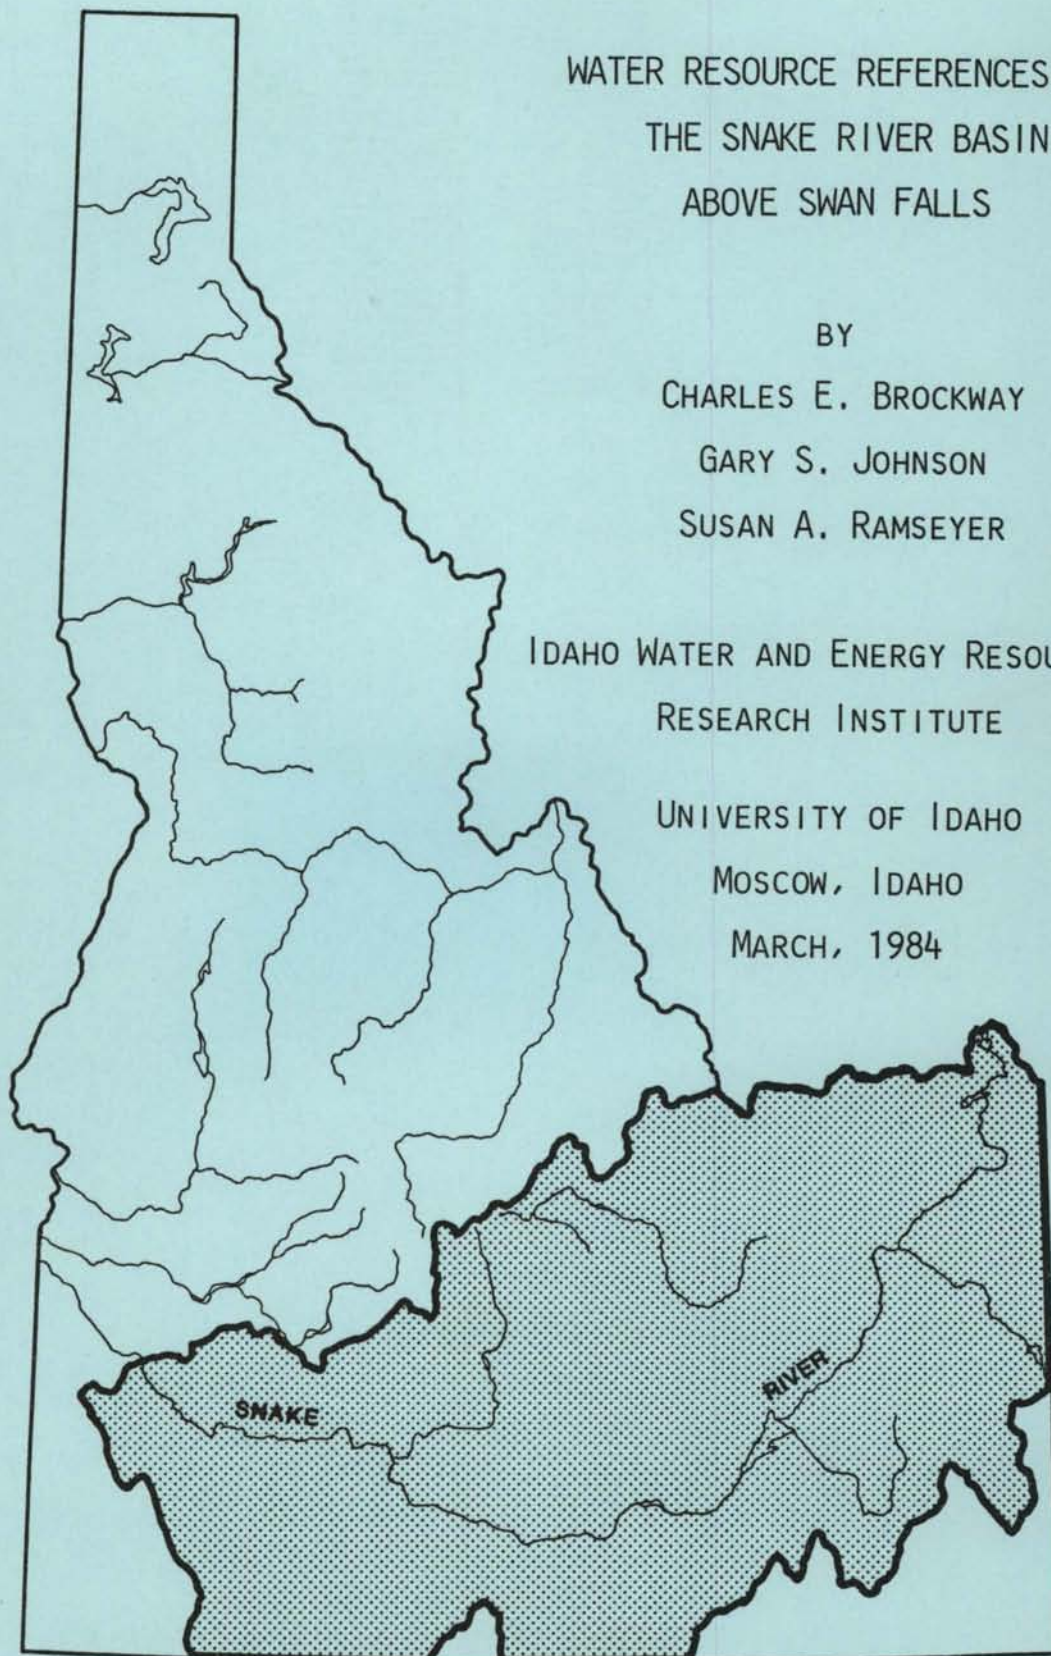 WATER RESOURCE REFERENCES
THE SNAKE RIVER BASIN
ABOVE SWAN FALLS
BY
CHARLES E. BROCKWAY
GARY S. JOHNSON
SUSAN A. RAMSEYER
IDAHO WATER AND ENERGY
RESEARCH INSTITUTE
UNIVERSITY OF IDAHO
MOSCOW, IDAHO
MARCH, 1984
SNAKE
RIVER